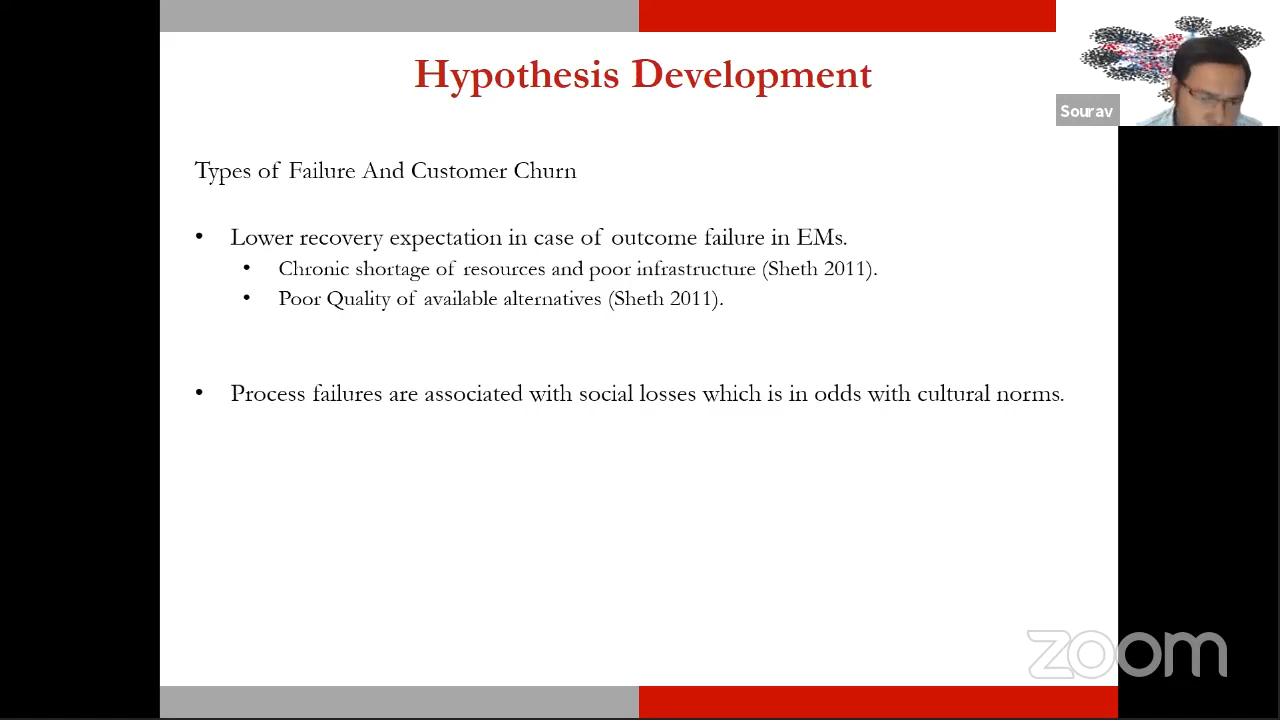 Hypothesis Development
Sourav
Types of Failure And Customer Churn
• Lower recovery expectation in case of outcome failure in EMs.
• Chronic shortage of resources and poor infrastructure (Sheth 2011).
• Poor Quality of available alternatives (Sheth 2011).
• Process failures are associated with social losses which is in odds with cultural norms.
zoom